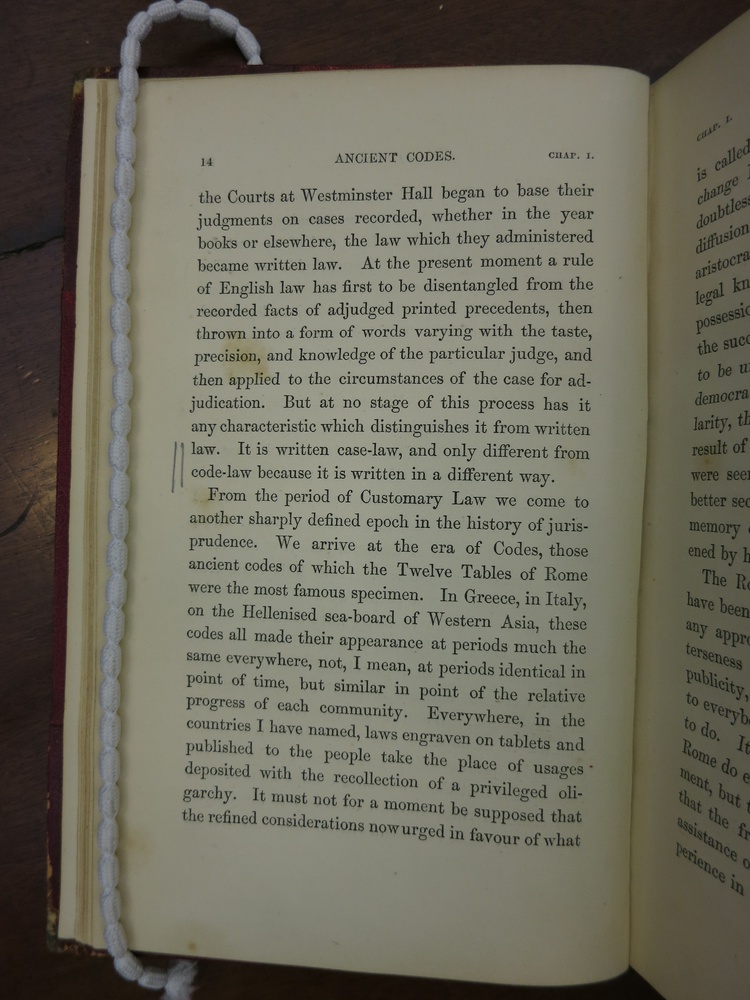 14 ANCIENT CODES. CHAP. I.
the Courts at Westminster Hall began to base their
judgments on cases recorded, whether in the year
books or elsewhere, the law which they administered
became written law. At the present moment a rule
of English law has first to be disentangled from the
recorded facts of adjudged printed precedents, then
thrown into a form of words varying with the taste,
precision, and knowledge of the particular judge, and
then applied to the circumstances of the case for ad-
judication. But at no stage of this process has it
any characteristic which distinguishes it from written
law. It is written case-law, and only different from
code-law because it is written in a different way.
From the period of Customary Law we come to
another sharply defined epoch in the history of juris-
prudence. We arrive at the era of Codes, those
ancient codes of which the Twelve Tables of Rome
were the most famous specimen. In Greece, in Italy,
on the Hellenised sea-board of Western Asia, these
codes all made their appearance at periods much the
same everywhere, not, I mean, at periods identical in
point of time, but similar in point of the relative
progress of each community. Everywhere, in the
countries I have named, laws engraven on tablets and
published to the people take the place of usages
deposited with the recollection of a privileged oli-
garchy. It must not for a moment be supposed that
the refined considerations now urged in favour of what
CHAP. I.
is called
change
doubtless
diffusion
aristocra
legal kn
possessio
the succ
to be u
democra
larity, th
result of
were seen
better sec
memory
ened by h
The Ro
have been
any appro
terseness
publicity,
to everybo
to do. It
Rome do e
ment, but t
that the fr
assistance o
perience in